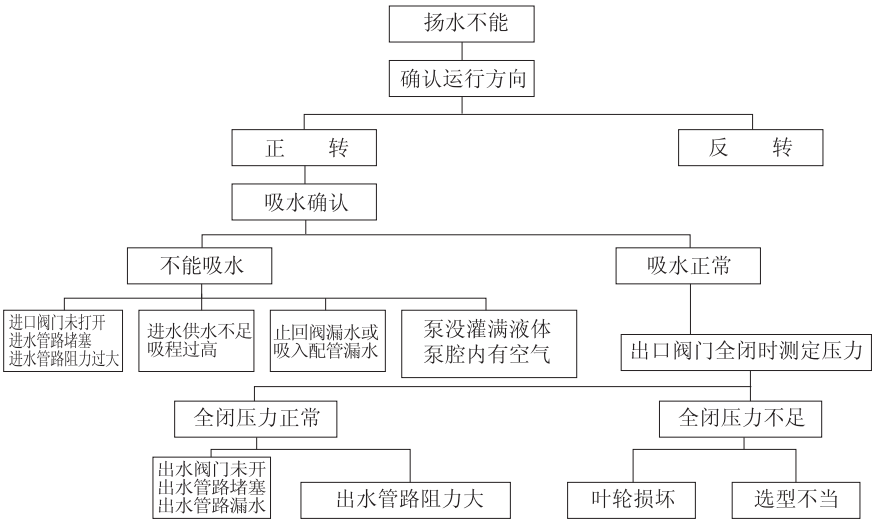 扬水不能
确认运行方向
正 转
反 转
吸水确认
不能吸水
吸水正常
进口阀门未打开
进水管路堵塞
进水管路阻力过大
进水供水不足
吸程过高
止回阀漏水或
吸入配管漏水
泵没灌满液体
泵腔内有空气
出口阀门全闭时测定压力
全闭压力正常
全闭压力不足
出水阀门未开
出水管路堵塞
出水管路漏水
出水管路阻力大
叶轮损坏
选型不当